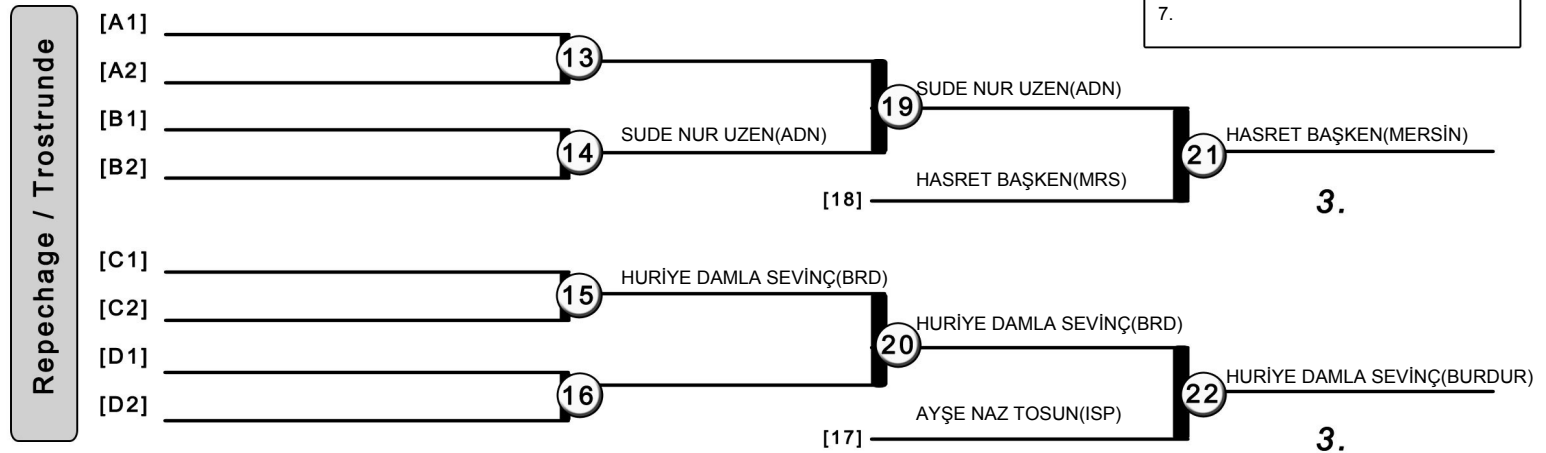 7.
Repechage / Trostrunde
[A1]
[A2]
13
[B1]
[B2]
14
SUDE NUR UZEN(ADN)
19
SUDE NUR UZEN(ADN)
[18]
HASRET BAŞKEN(MRS)
21
HASRET BAŞKEN(MERSİN)
3.
[C1]
[C2]
15
HURİYE DAMLA SEVİNÇ(BRD)
[D1]
[D2]
16
20
HURİYE DAMLA SEVİNÇ(BRD)
[17]
AYŞE NAZ TOSUN(ISP)
22
HURİYE DAMLA SEVİNÇ(BURDUR)
3.